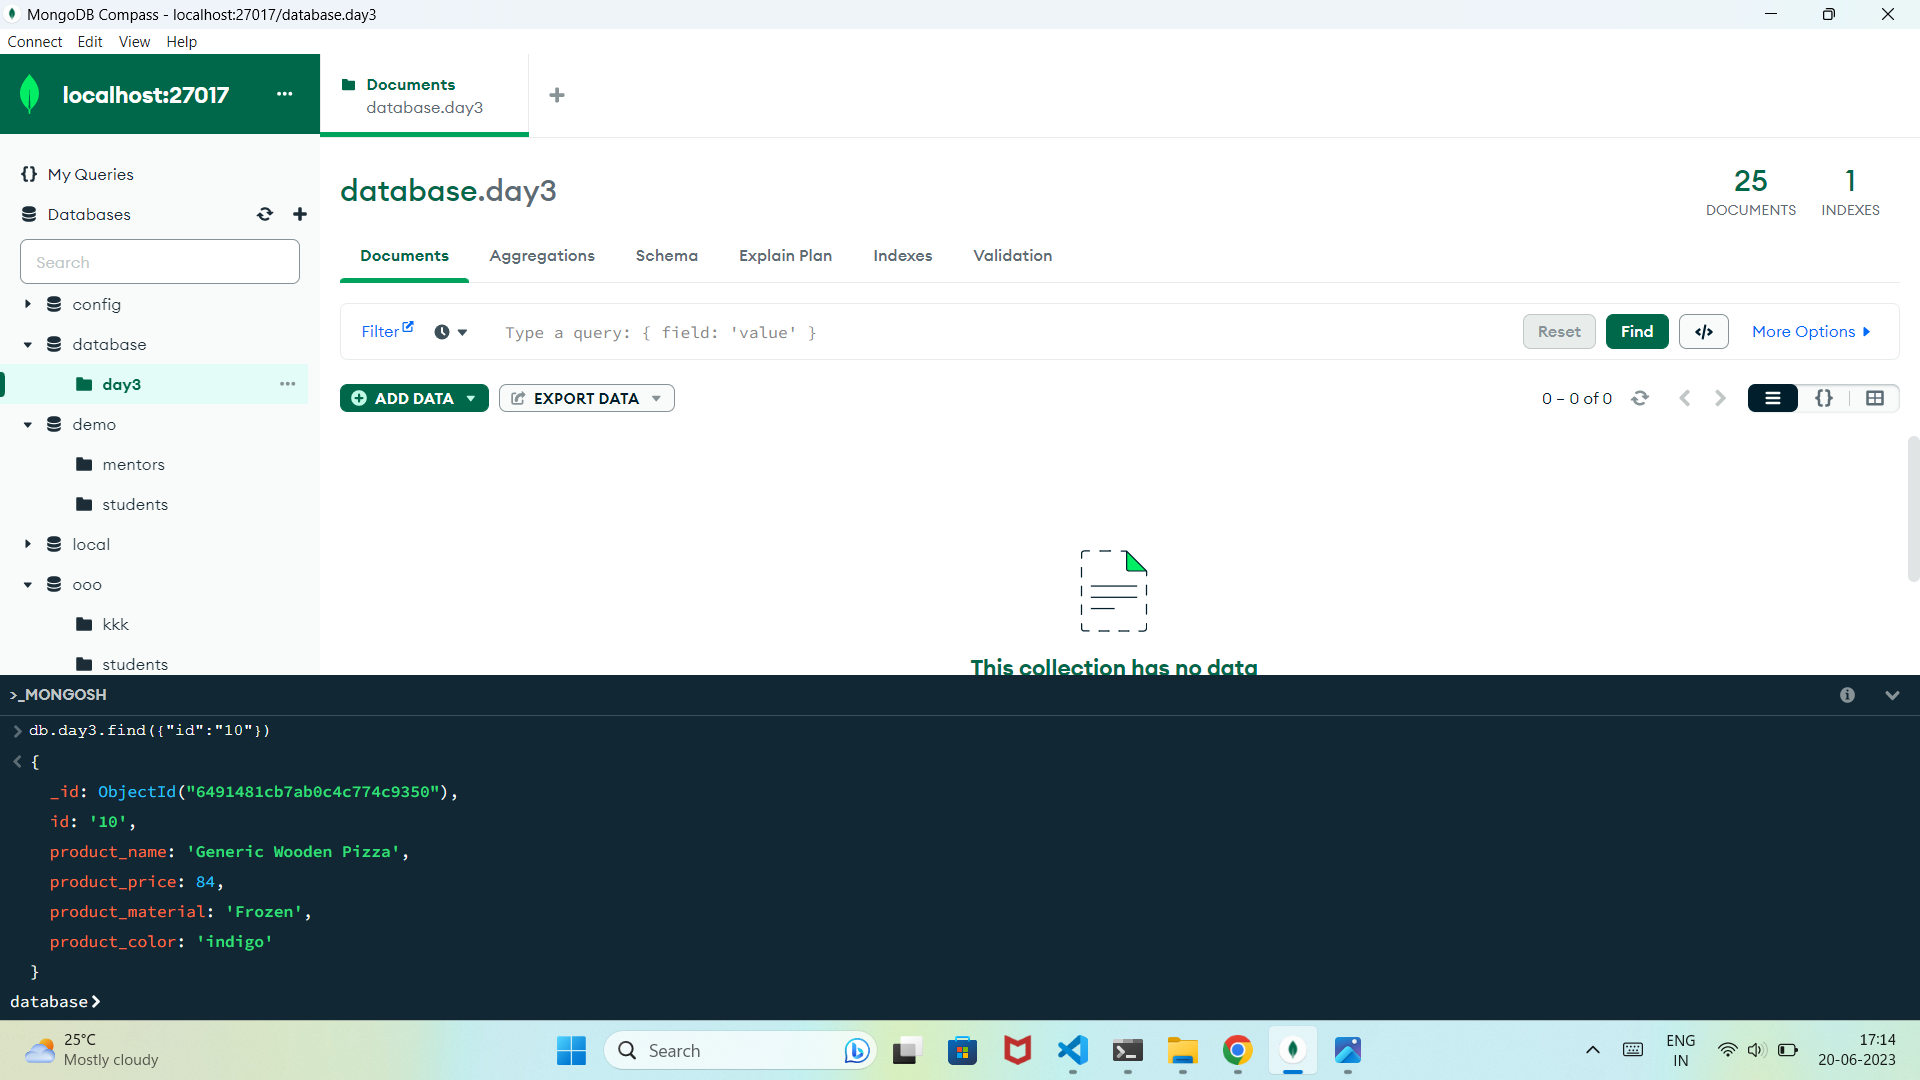 MongoDB Compass - localhost:27017/database.day3
Connect Edit View Help
localhost:27017 ...
Documents
database.day3
+
{} My Queries
Databases
Search
config
database
day3 ...
demo
mentors
students
local
ooo
kkk
students
database.day3
25
DOCUMENTS
1
INDEXES
Documents Aggregations Schema Explain Plan Indexes Validation
Filter Type a query: { field: 'value' } Reset Find </> More Options
ADD DATA EXPORT DATA 0 – 0 of 0 {}
This collection has no data
>_MONGOSH
> db.day3.find({"id":"10"})
< {
_id: ObjectId("6491481cb7ab0c4c774c9350"),
id: '10',
product_name: 'Generic Wooden Pizza',
product_price: 84,
product_material: 'Frozen',
product_color: 'indigo'
}
database>
25°C
Mostly cloudy
Search
ENG
IN
17:14
20-06-2023